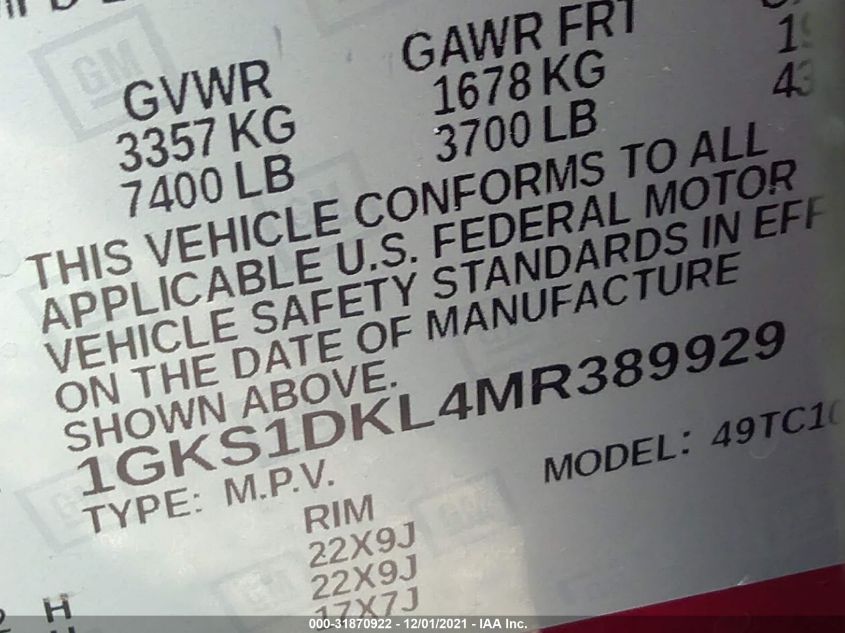 GVWR GAWR FRT
3357 KG 1678 KG
7400 LB 3700 LB
THIS VEHICLE CONFORMS TO ALL
APPLICABLE U.S. FEDERAL MOTOR
VEHICLE SAFETY STANDARDS IN EFF
ON THE DATE OF MANUFACTURE
SHOWN ABOVE.
1GKS1DKL4MR389929
TYPE: M.P.V. MODEL: 49TC1
RIM
22X9J
22X9J
H 17X7J
GM
000-31870922 - 12/01/2021 - IAA Inc.